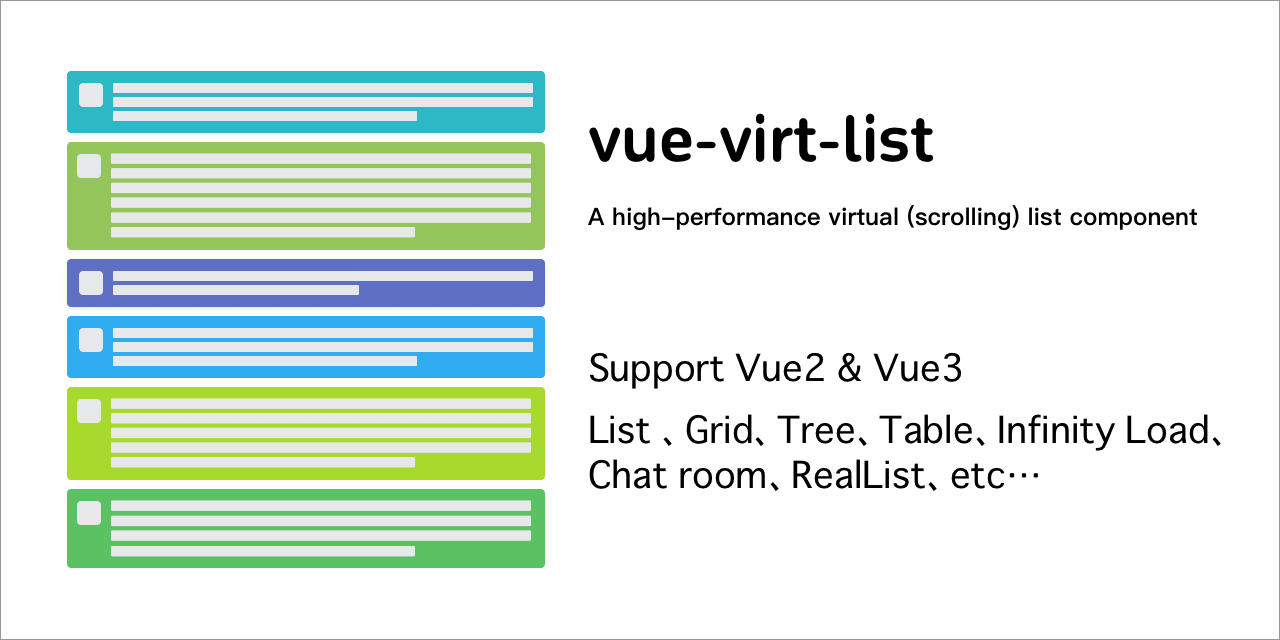 vue-virt-list
A high–performance virtual (scrolling) list component
Support Vue2 & Vue3
List 、Grid、Tree、Table、Infinity Load、
Chat room、RealList、etc…